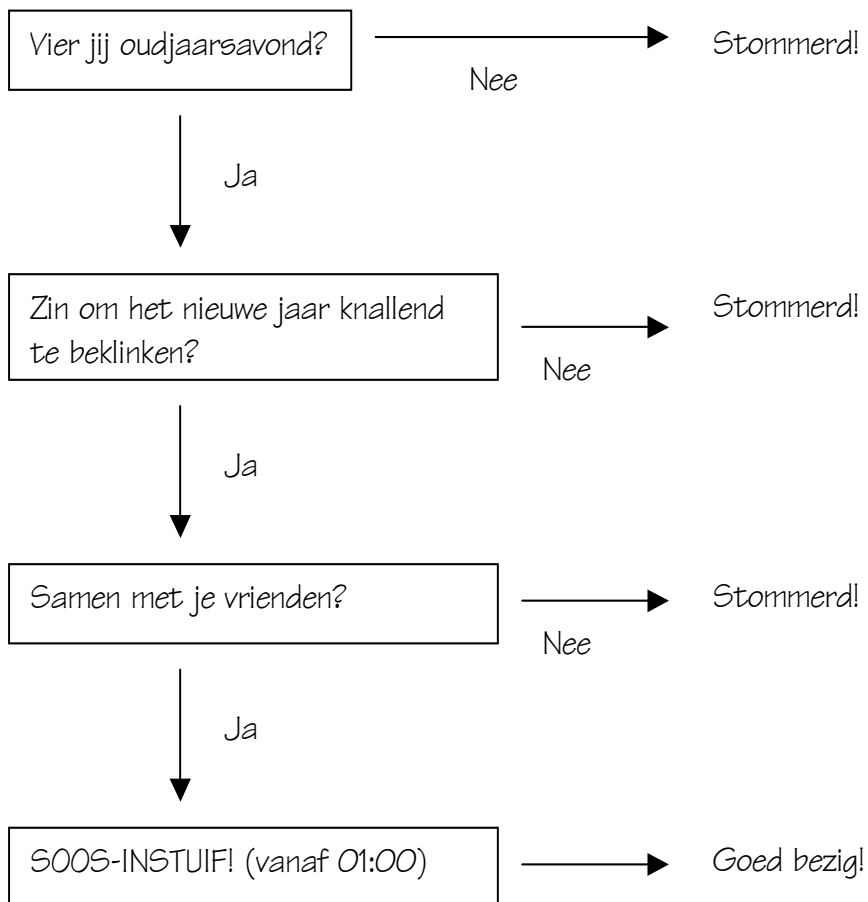 Vier jij oudjaarsavond?
Stommerd!
Nee
Ja
Zin om het nieuwe jaar knallend
te beklinken?
Stommerd!
Nee
Ja
Samen met je vrienden?
Stommerd!
Nee
Ja
SOOS-INSTUIF! (vanaf 01:00)
Goed bezig!